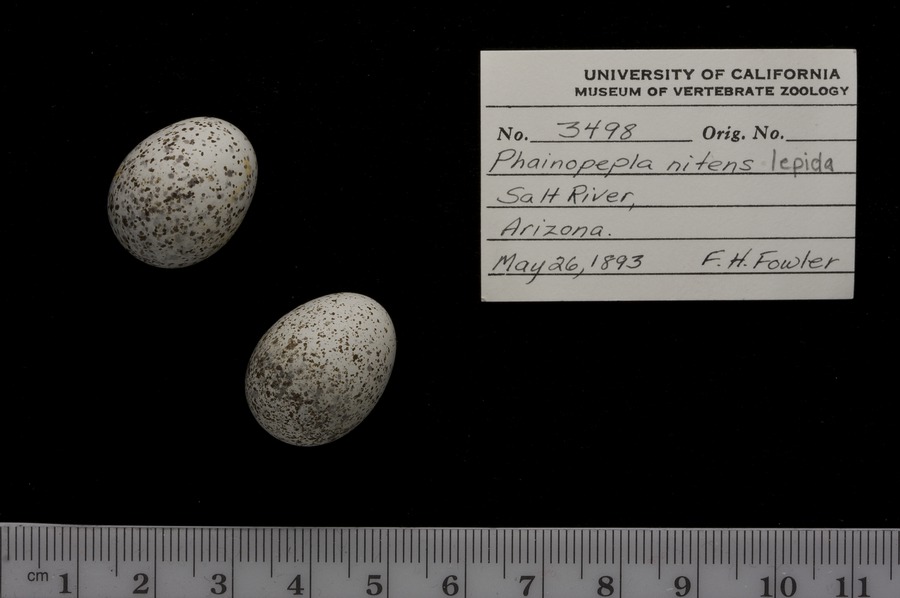 UNIVERSITY OF CALIFORNIA
MUSEUM OF VERTEBRATE ZOOLOGY
No. 3498 Orig. No.
Phainopepla nitens lepida
Salt River,
Arizona.
May 26, 1893 F. H. Fowler
cm 1 2 3 4 5 6 7 8 9 10 11